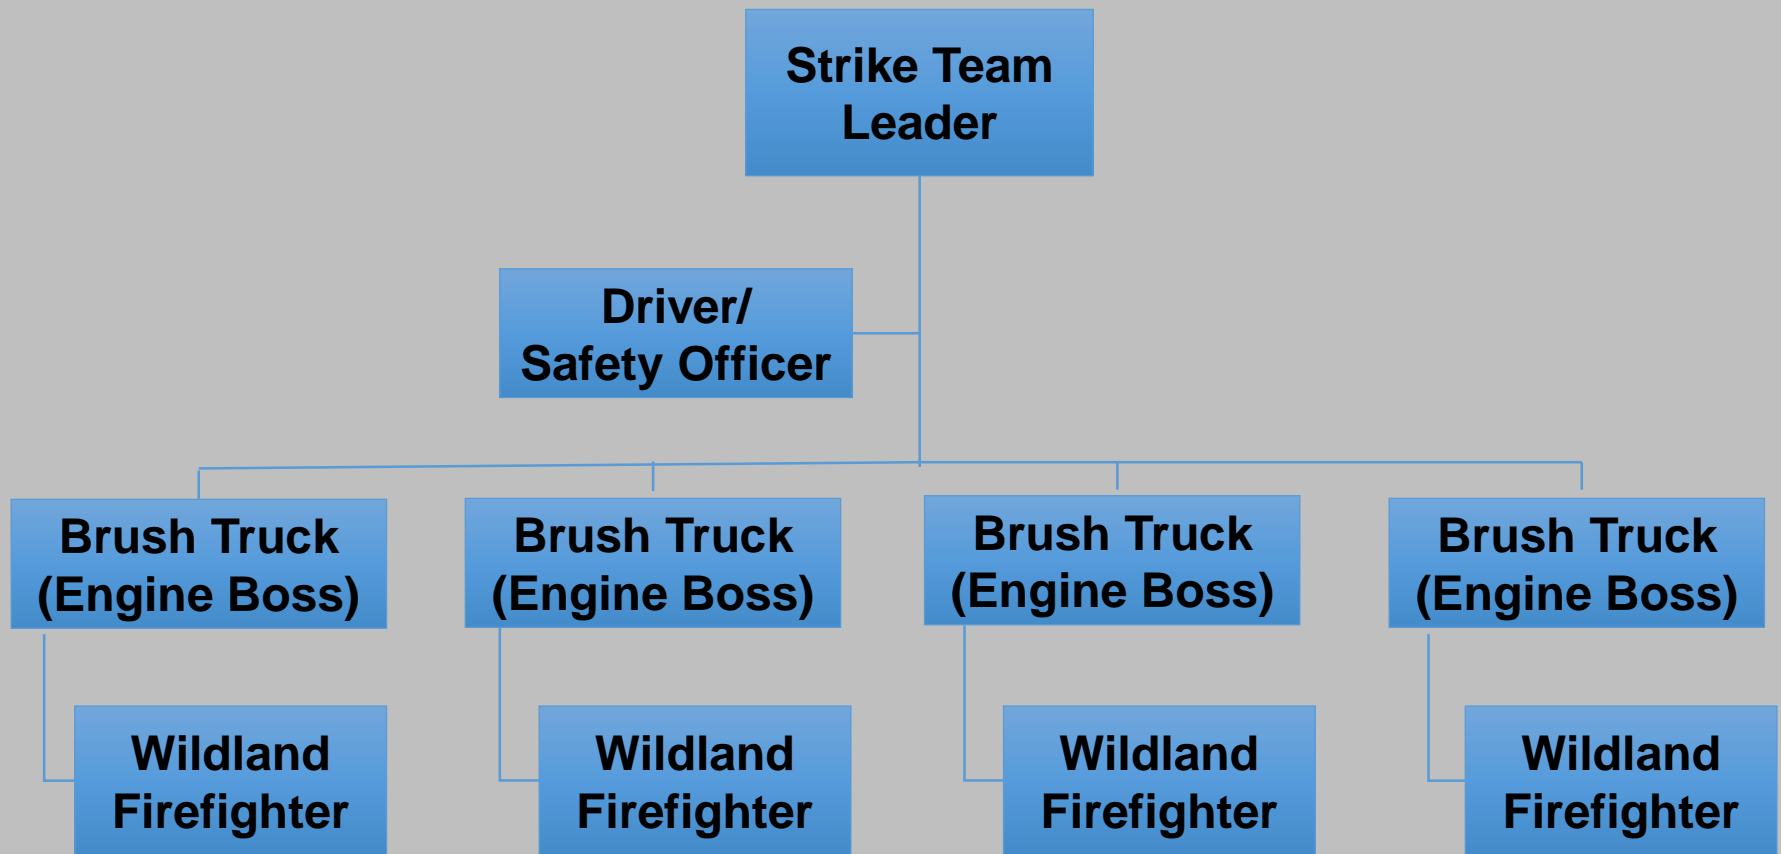 Strike Team
Leader
Driver/
Safety Officer
Brush Truck
(Engine Boss)
Brush Truck
(Engine Boss)
Brush Truck
(Engine Boss)
Brush Truck
(Engine Boss)
Wildland
Firefighter
Wildland
Firefighter
Wildland
Firefighter
Wildland
Firefighter